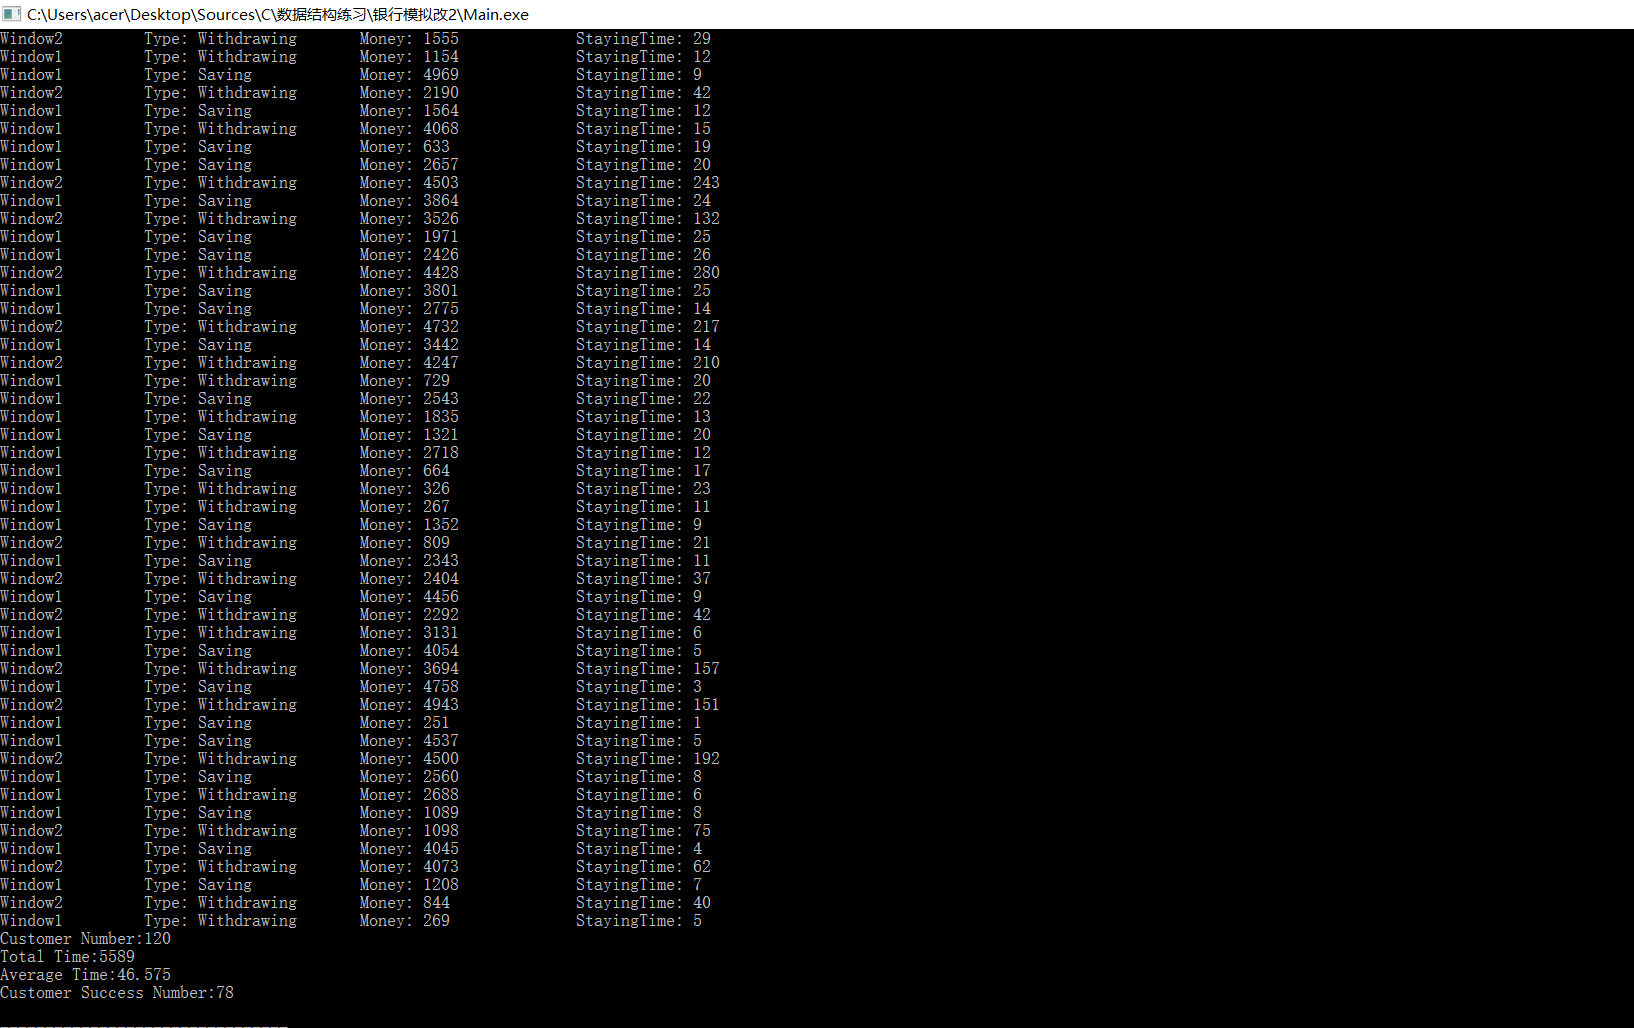 C:\Users\acer\Desktop\Sources\C\数据结构练习\银行模拟改2\Main.exe
Window2 Type: Withdrawing Money: 1555 StayingTime: 29
Window1 Type: Withdrawing Money: 1154 StayingTime: 12
Window1 Type: Saving Money: 4969 StayingTime: 9
Window2 Type: Withdrawing Money: 2190 StayingTime: 42
Window1 Type: Saving Money: 1564 StayingTime: 12
Window1 Type: Withdrawing Money: 4068 StayingTime: 15
Window1 Type: Saving Money: 633 StayingTime: 19
Window1 Type: Saving Money: 2657 StayingTime: 20
Window2 Type: Withdrawing Money: 4503 StayingTime: 243
Window1 Type: Saving Money: 3864 StayingTime: 24
Window2 Type: Withdrawing Money: 3526 StayingTime: 132
Window1 Type: Saving Money: 1971 StayingTime: 25
Window1 Type: Saving Money: 2426 StayingTime: 26
Window2 Type: Withdrawing Money: 4428 StayingTime: 280
Window1 Type: Saving Money: 3801 StayingTime: 25
Window1 Type: Saving Money: 2775 StayingTime: 14
Window2 Type: Withdrawing Money: 4732 StayingTime: 217
Window1 Type: Saving Money: 3442 StayingTime: 14
Window2 Type: Withdrawing Money: 4247 StayingTime: 210
Window1 Type: Withdrawing Money: 729 StayingTime: 20
Window1 Type: Saving Money: 2543 StayingTime: 22
Window1 Type: Withdrawing Money: 1835 StayingTime: 13
Window1 Type: Saving Money: 1321 StayingTime: 20
Window1 Type: Withdrawing Money: 2718 StayingTime: 12
Window1 Type: Saving Money: 664 StayingTime: 17
Window1 Type: Withdrawing Money: 326 StayingTime: 23
Window1 Type: Withdrawing Money: 267 StayingTime: 11
Window1 Type: Saving Money: 1352 StayingTime: 9
Window2 Type: Withdrawing Money: 809 StayingTime: 21
Window1 Type: Saving Money: 2343 StayingTime: 11
Window2 Type: Withdrawing Money: 2404 StayingTime: 37
Window1 Type: Saving Money: 4456 StayingTime: 9
Window2 Type: Withdrawing Money: 2292 StayingTime: 42
Window1 Type: Withdrawing Money: 3131 StayingTime: 6
Window1 Type: Saving Money: 4054 StayingTime: 5
Window2 Type: Withdrawing Money: 3694 StayingTime: 157
Window1 Type: Saving Money: 4758 StayingTime: 3
Window2 Type: Withdrawing Money: 4943 StayingTime: 151
Window1 Type: Saving Money: 251 StayingTime: 1
Window1 Type: Saving Money: 4537 StayingTime: 5
Window2 Type: Withdrawing Money: 4500 StayingTime: 192
Window1 Type: Saving Money: 2560 StayingTime: 8
Window1 Type: Withdrawing Money: 2688 StayingTime: 6
Window1 Type: Saving Money: 1089 StayingTime: 8
Window2 Type: Withdrawing Money: 1098 StayingTime: 75
Window1 Type: Saving Money: 4045 StayingTime: 4
Window2 Type: Withdrawing Money: 4073 StayingTime: 62
Window1 Type: Saving Money: 1208 StayingTime: 7
Window2 Type: Withdrawing Money: 844 StayingTime: 40
Window1 Type: Withdrawing Money: 269 StayingTime: 5
Customer Number:120
Total Time:5589
Average Time:46.575
Customer Success Number:78
--------------------------------